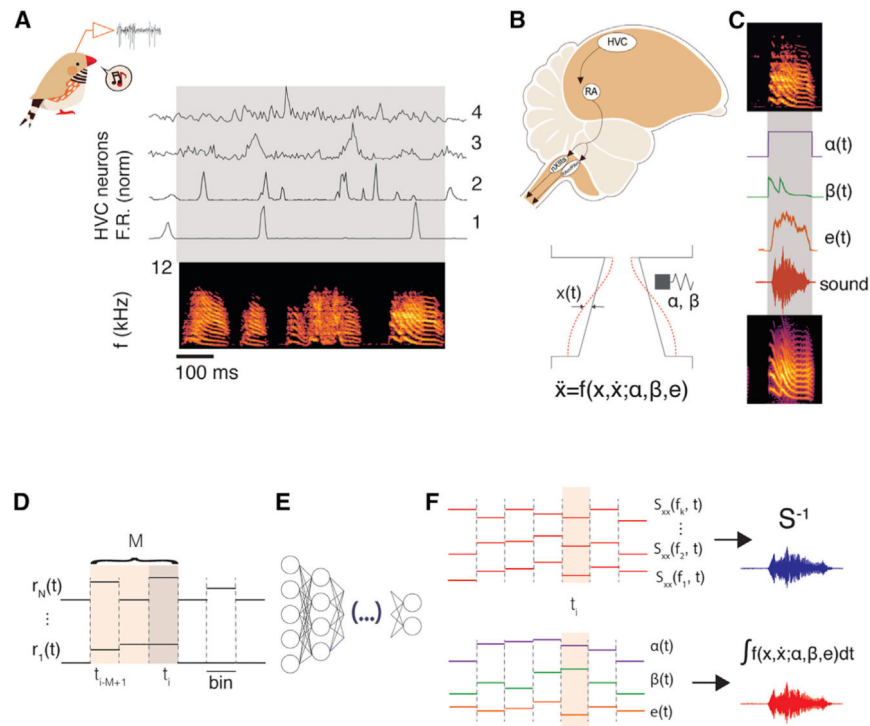 A
4
3
2
1
HVC neurons
F.R. (norm)
12
f (kHz)
100 ms
B
HVC
RA
nXIIts
x(t)
α, β
ẍ=f(x,ẋ;α,β,e)
C
α(t)
β(t)
e(t)
sound
D
M
r_N(t)
⋮
r_1(t)
t_{i-M+1}
t_i
bin
E
(...)
F
S_xx(f_k, t)
⋮
S_xx(f_2, t)
S_xx(f_1, t)
S⁻¹
t_i
α(t)
β(t)
e(t)
∫f(x,ẋ;α,β,e)dt